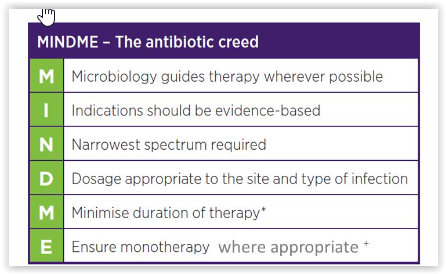 MINDME – The antibiotic creed
M Microbiology guides therapy wherever possible
I Indications should be evidence-based
N Narrowest spectrum required
D Dosage appropriate to the site and type of infection
M Minimise duration of therapy*
E Ensure monotherapy where appropriate +